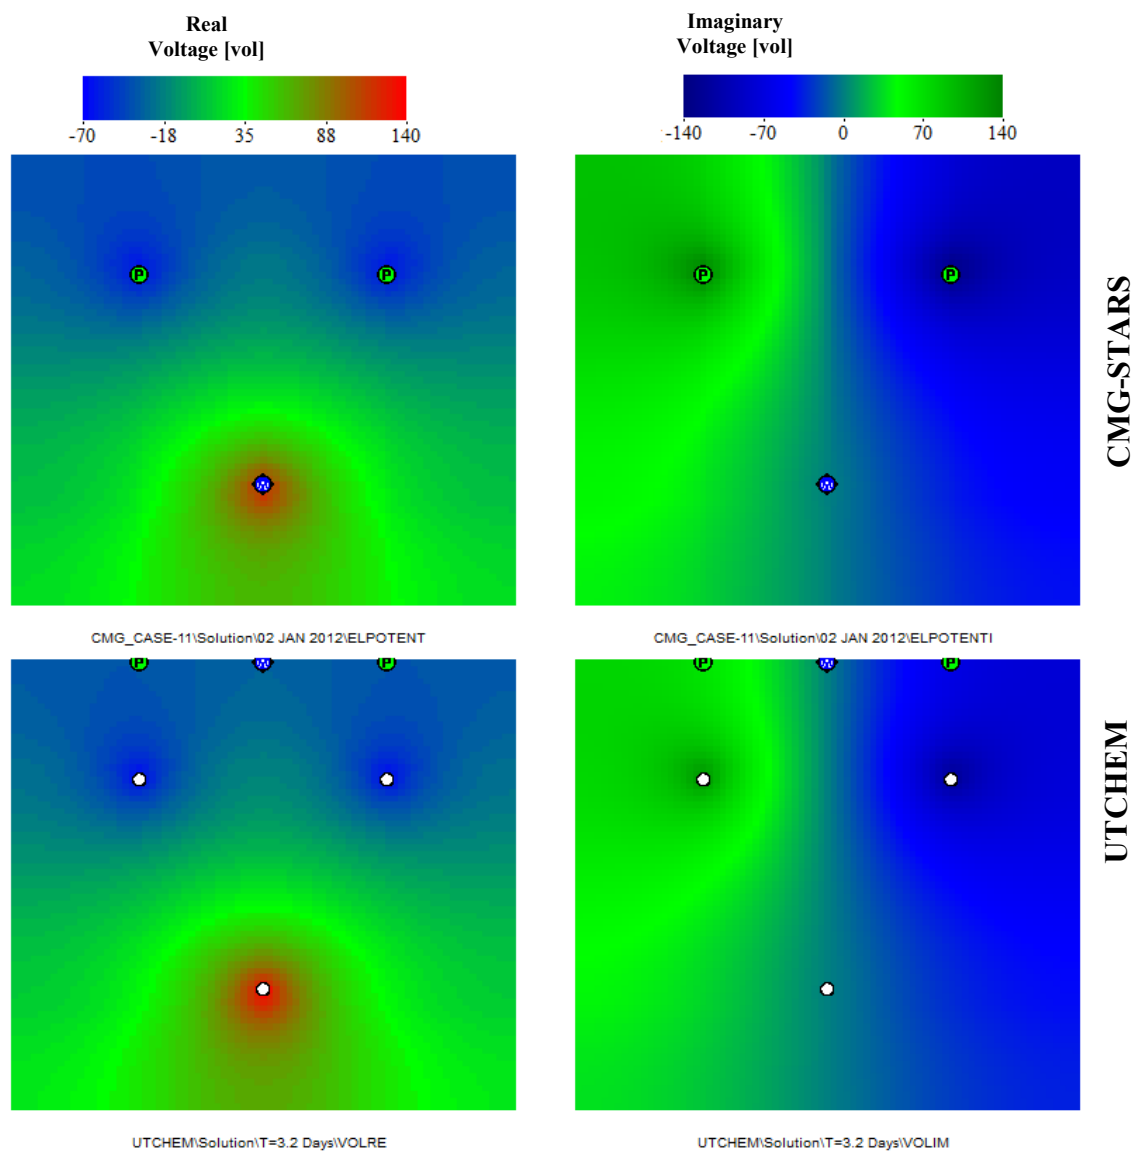 Real
Voltage [vol]
Imaginary
Voltage [vol]
-70 -18 35 88 140
-140 -70 0 70 140
P P
P P
W
W
CMG-STARS
CMG_CASE-11\Solution\02 JAN 2012\ELPOTENT
CMG_CASE-11\Solution\02 JAN 2012\ELPOTENTI
P W P
P W P
UTCHEM
UTCHEM\Solution\T=3.2 Days\VOLRE
UTCHEM\Solution\T=3.2 Days\VOLIM